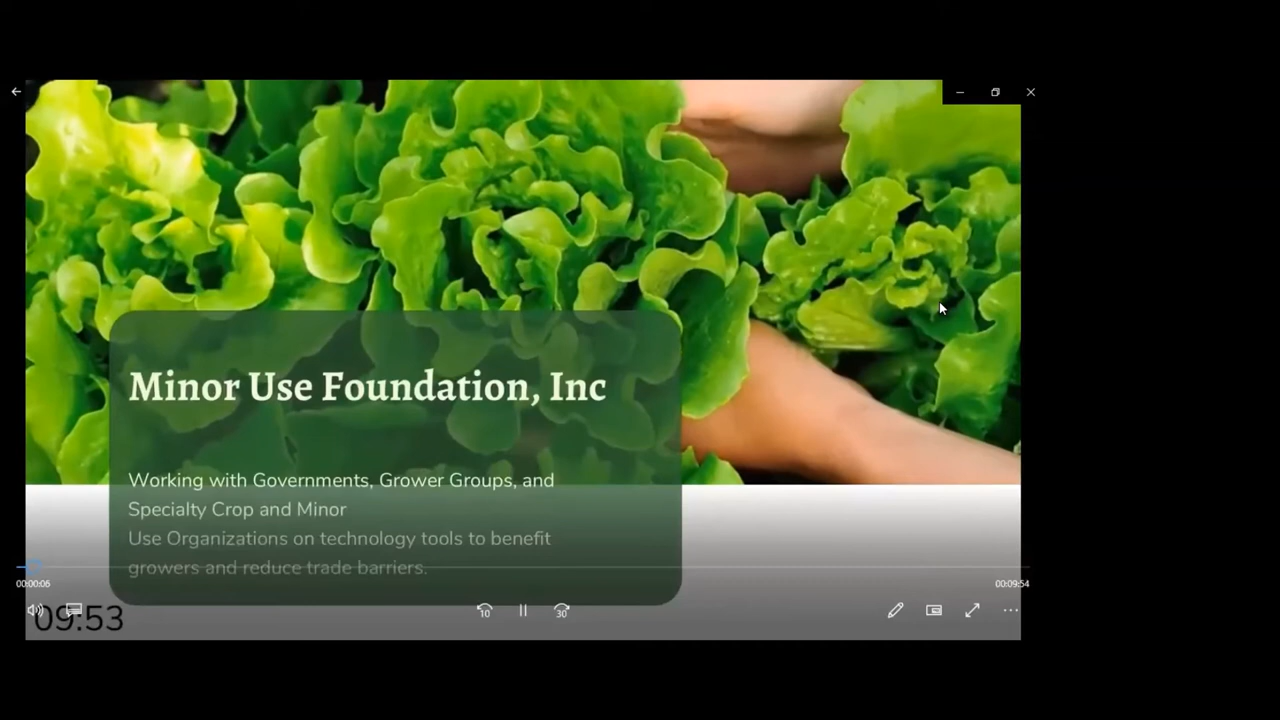 Minor Use Foundation, Inc
Working with Governments, Grower Groups, and
Specialty Crop and Minor
Use Organizations on technology tools to benefit
growers and reduce trade barriers.
00:00:06
00:09:54
09:53
10
30